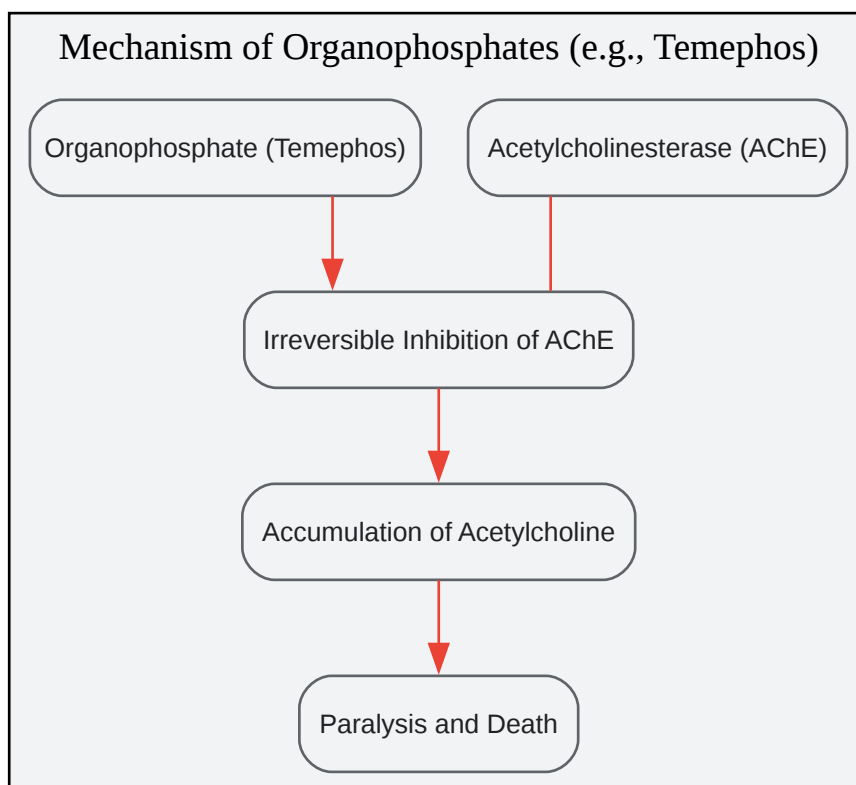 Mechanism of Organophosphates (e.g., Temephos)
Organophosphate (Temephos)
Acetylcholinesterase (AChE)
Irreversible Inhibition of AChE
Accumulation of Acetylcholine
Paralysis and Death